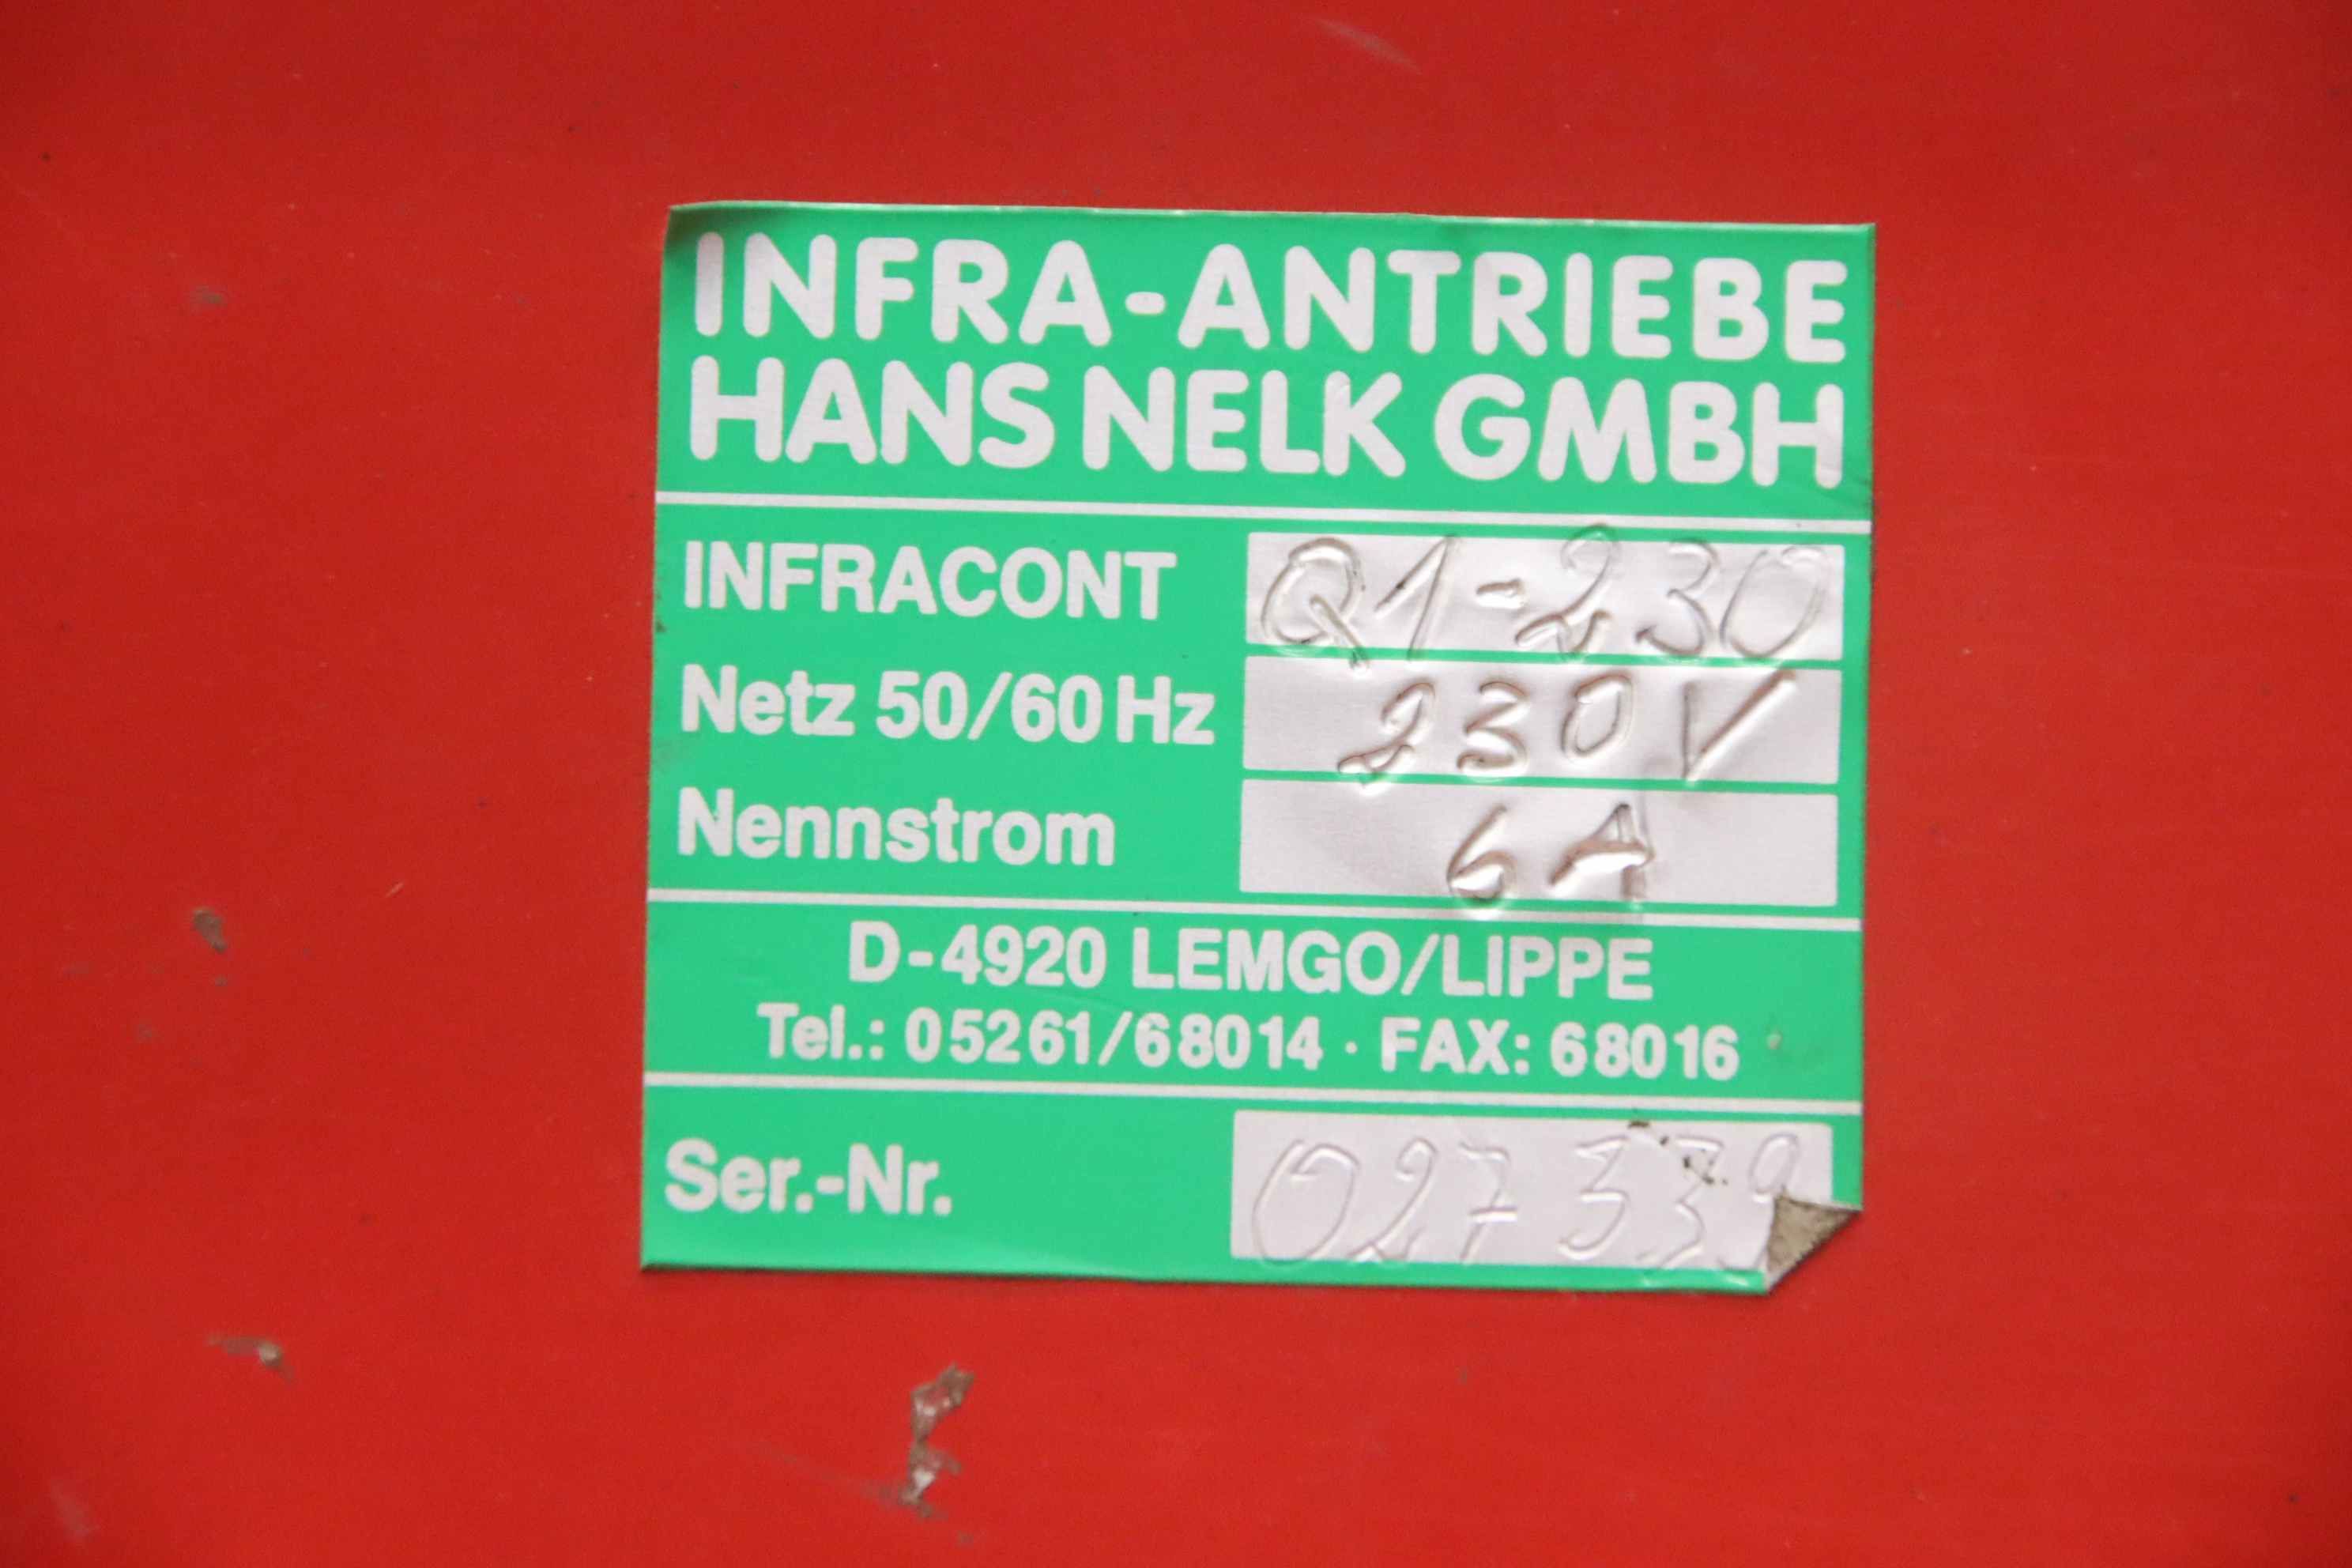 INFRA-ANTRIEBE
HANS NELK GMBH
INFRACONT Q1-230
Netz 50/60 Hz 230V
Nennstrom 6A
D-4920 LEMGO/LIPPE
Tel.: 05261/68014 · FAX: 68016
Ser.-Nr. 027339